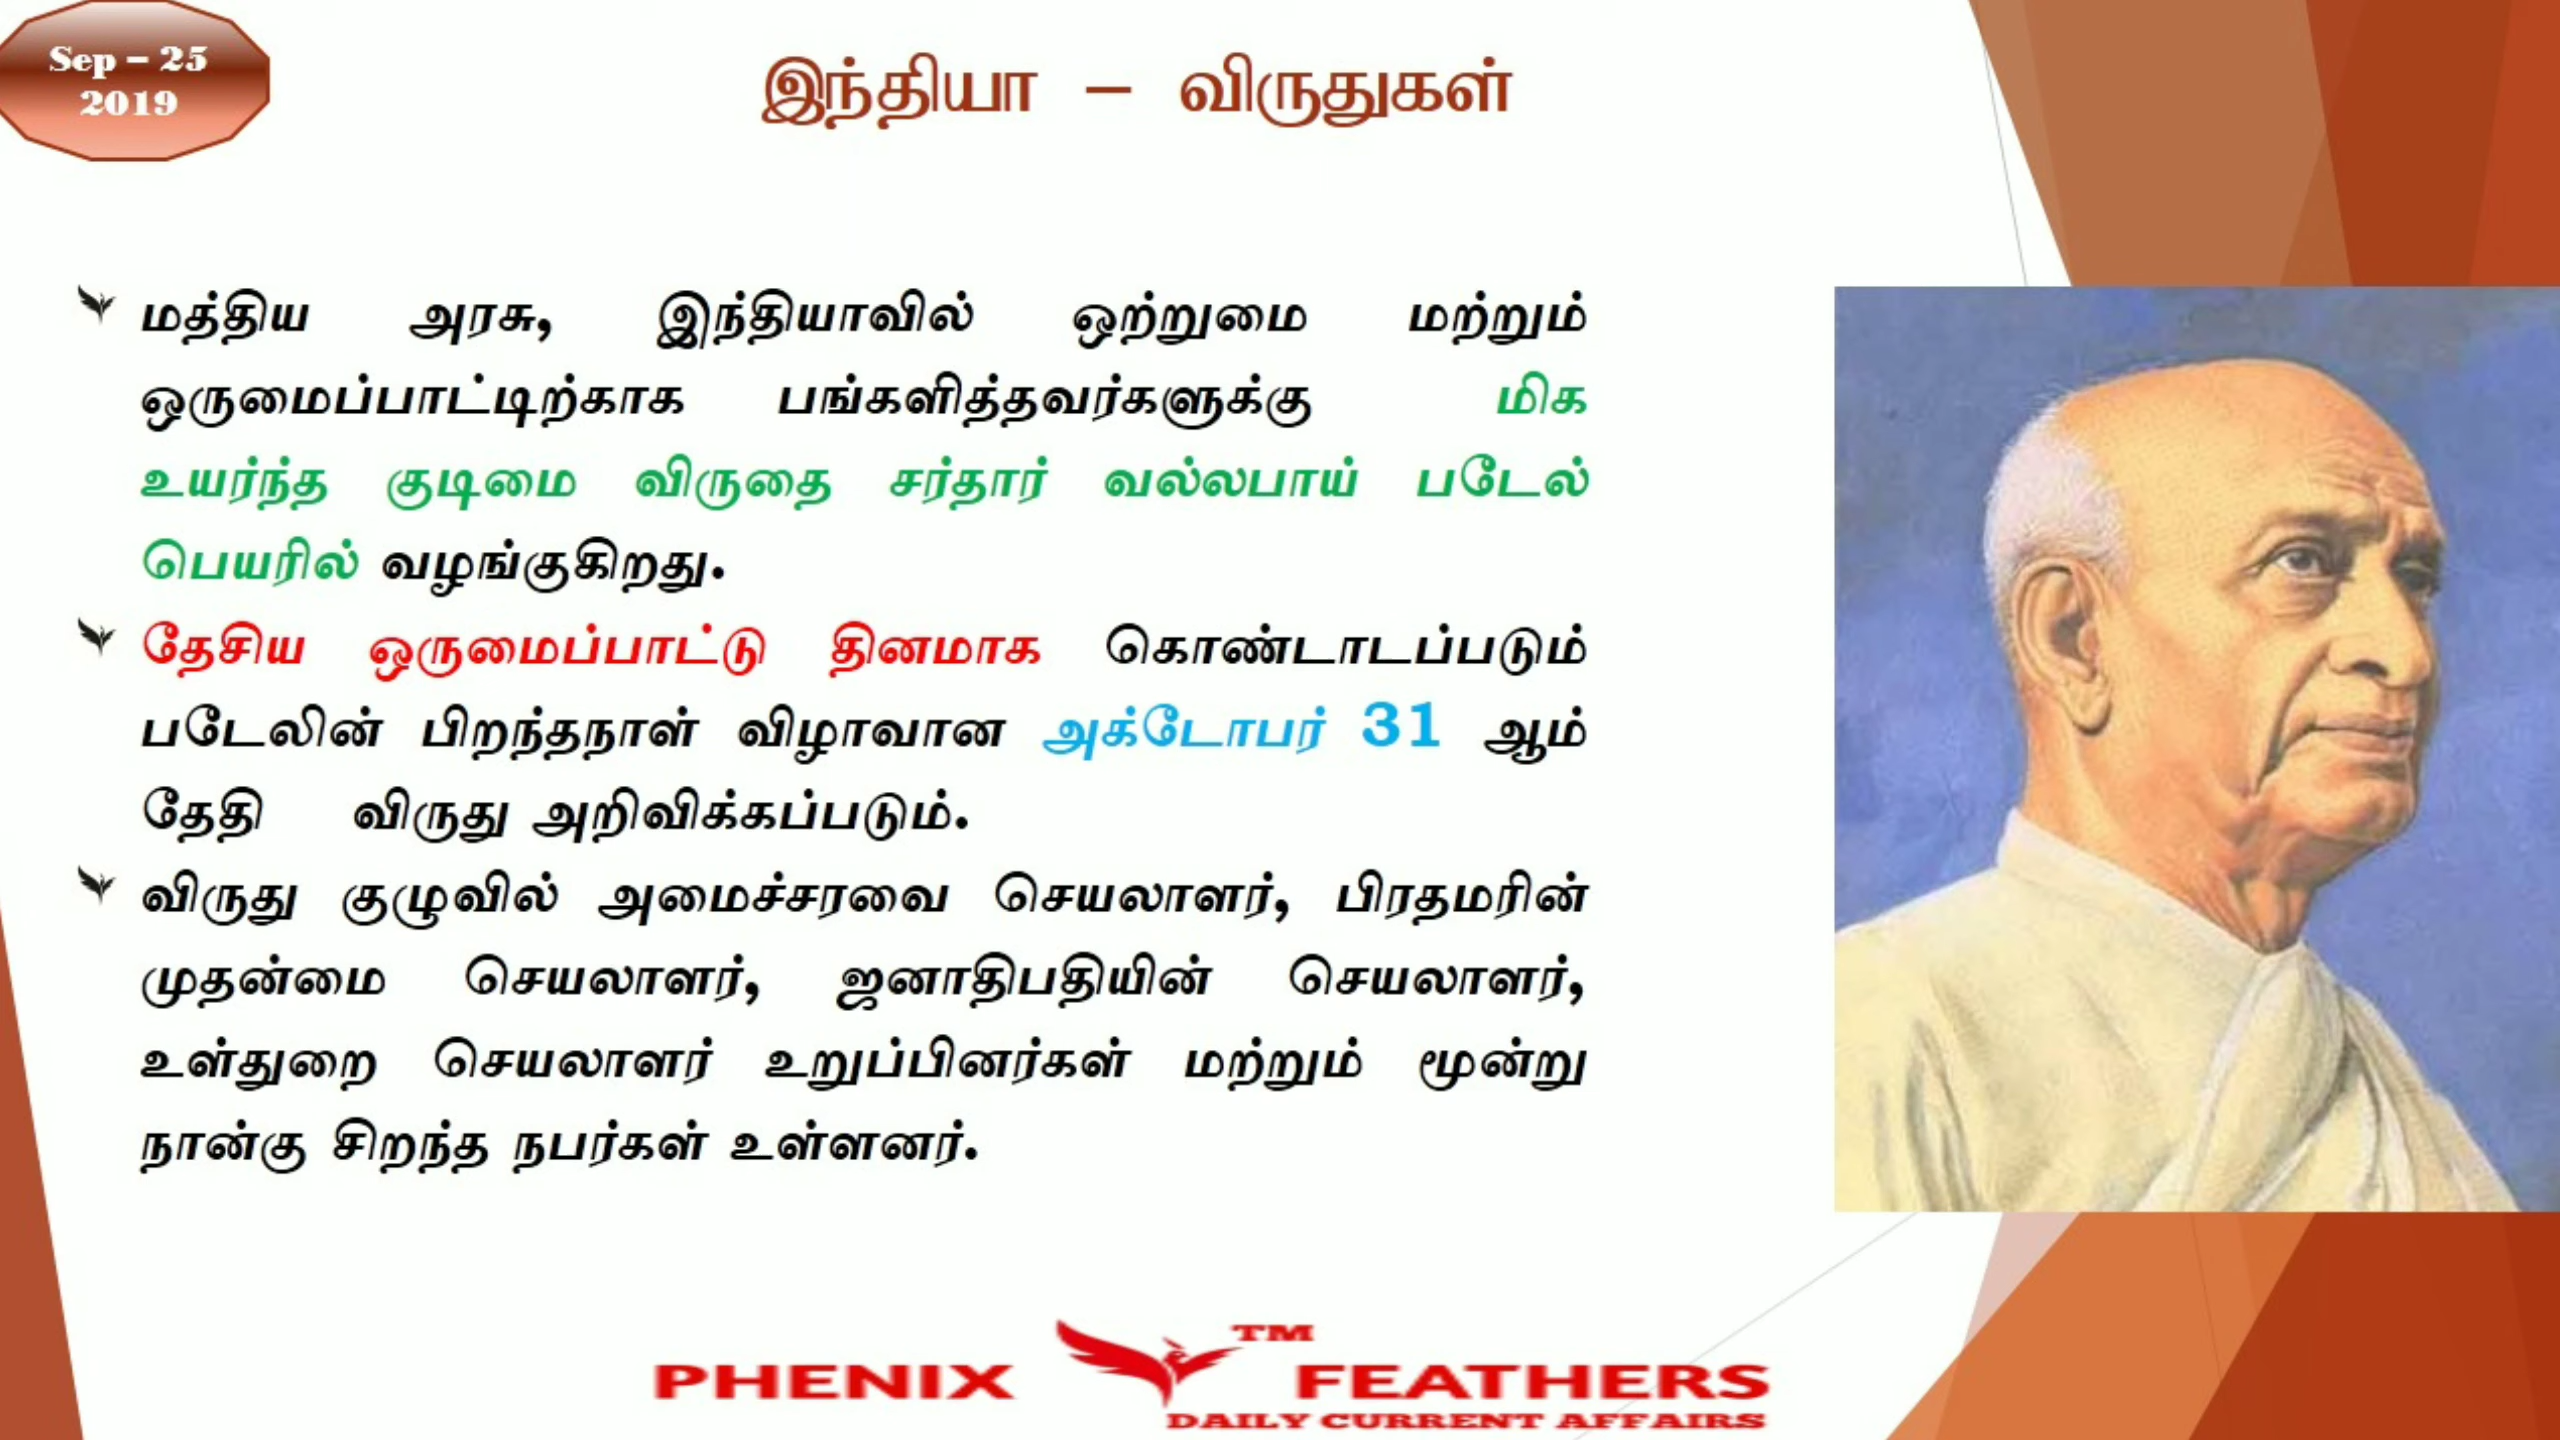 Sep – 25
2019
இந்தியா – விருதுகள்
மத்திய அரசு, இந்தியாவில் ஒற்றுமை மற்றும்
ஒருமைப்பாட்டிற்காக பங்களித்தவர்களுக்கு மிக
உயர்ந்த குடிமை விருதை சர்தார் வல்லபாய் படேல்
பெயரில் வழங்குகிறது.
தேசிய ஒருமைப்பாட்டு தினமாக கொண்டாடப்படும்
படேலின் பிறந்தநாள் விழாவான அக்டோபர் 31 ஆம்
தேதி விருது அறிவிக்கப்படும்.
விருது குழுவில் அமைச்சரவை செயலாளர், பிரதமரின்
முதன்மை செயலாளர், ஜனாதிபதியின் செயலாளர்,
உள்துறை செயலாளர் உறுப்பினர்கள் மற்றும் மூன்று
நான்கு சிறந்த நபர்கள் உள்ளனர்.
PHENIX FEATHERS TM
DAILY CURRENT AFFAIRS